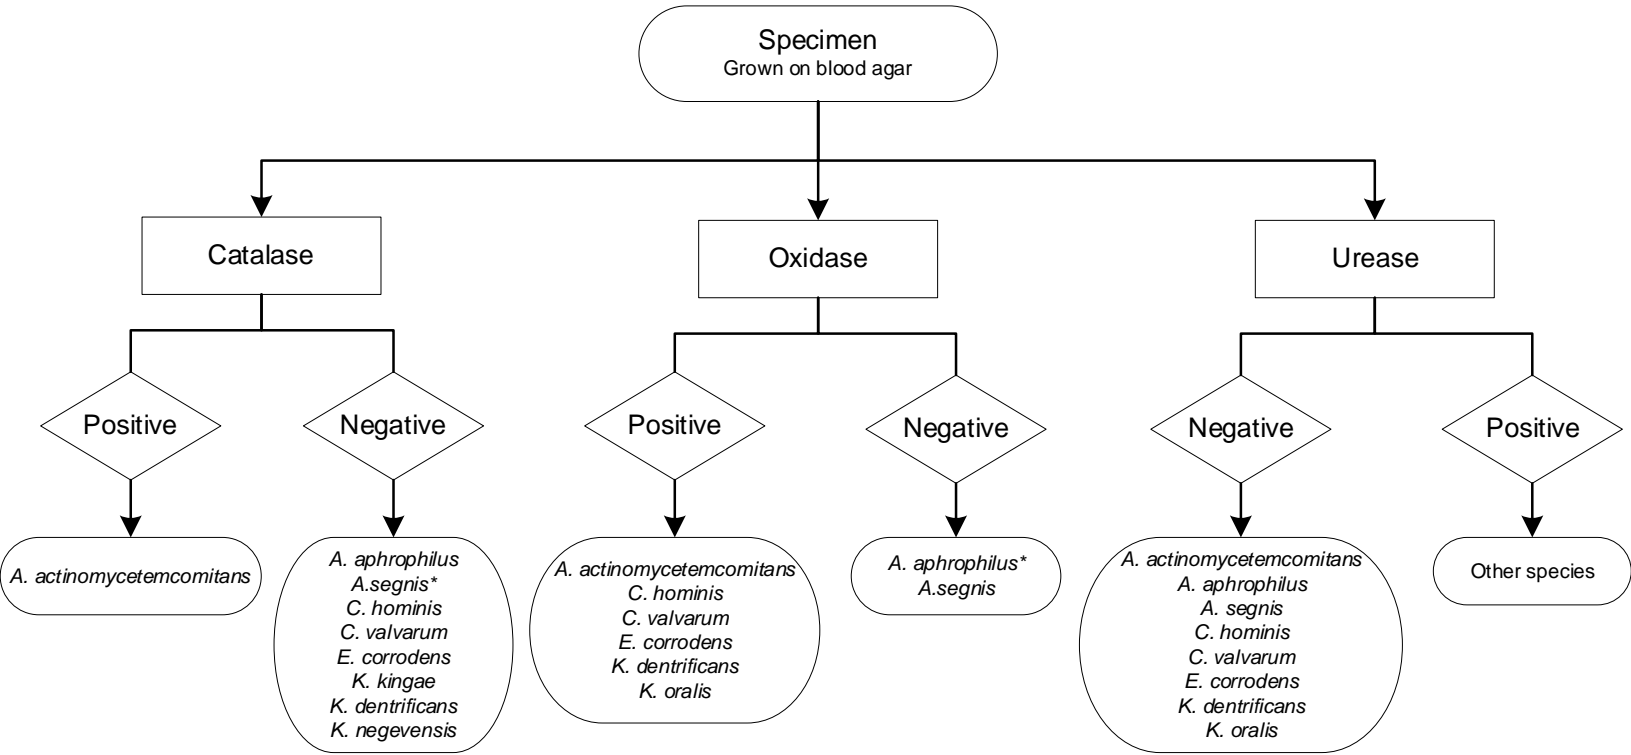 Specimen
Grown on blood agar
Catalase
Oxidase
Urease
Positive
Negative
Positive
Negative
Negative
Positive
A. actinomycetemcomitans
A. aphrophilus
A.segnis*
C. hominis
C. valvarum
E. corrodens
K. kingae
K. dentrificans
K. negevensis
A. actinomycetemcomitans
C. hominis
C. valvarum
E. corrodens
K. dentrificans
K. oralis
A. aphrophilus*
A.segnis
A. actinomycetemcomitans
A. aphrophilus
A. segnis
C. hominis
C. valvarum
E. corrodens
K. dentrificans
K. oralis
Other species